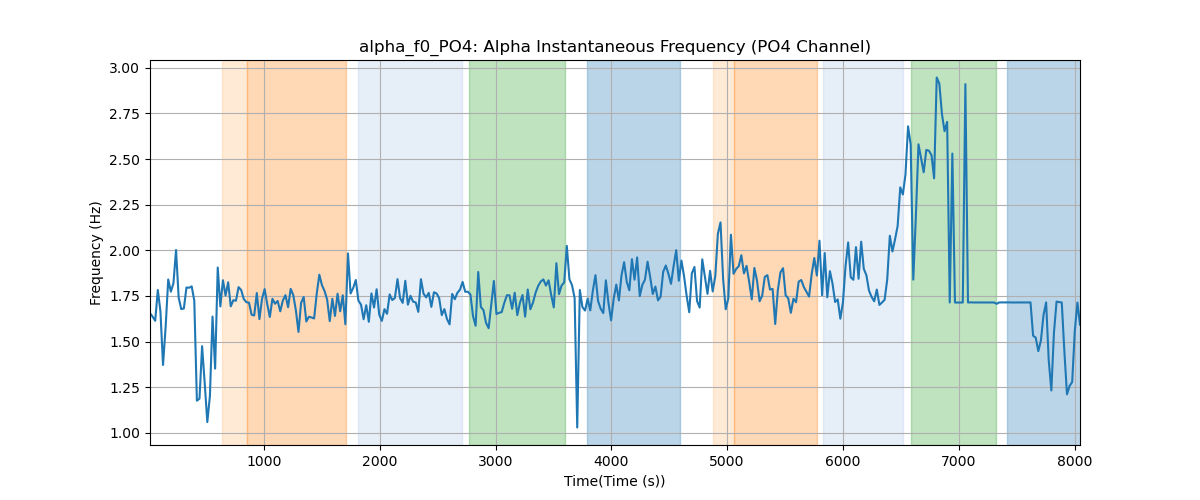 alpha_f0_PO4: Alpha Instantaneous Frequency (PO4 Channel)
3.00
2.75
2.50
2.25
2.00
1.75
1.50
1.25
1.00
Frequency (Hz)
1000 2000 3000 4000 5000 6000 7000 8000
Time(Time (s))